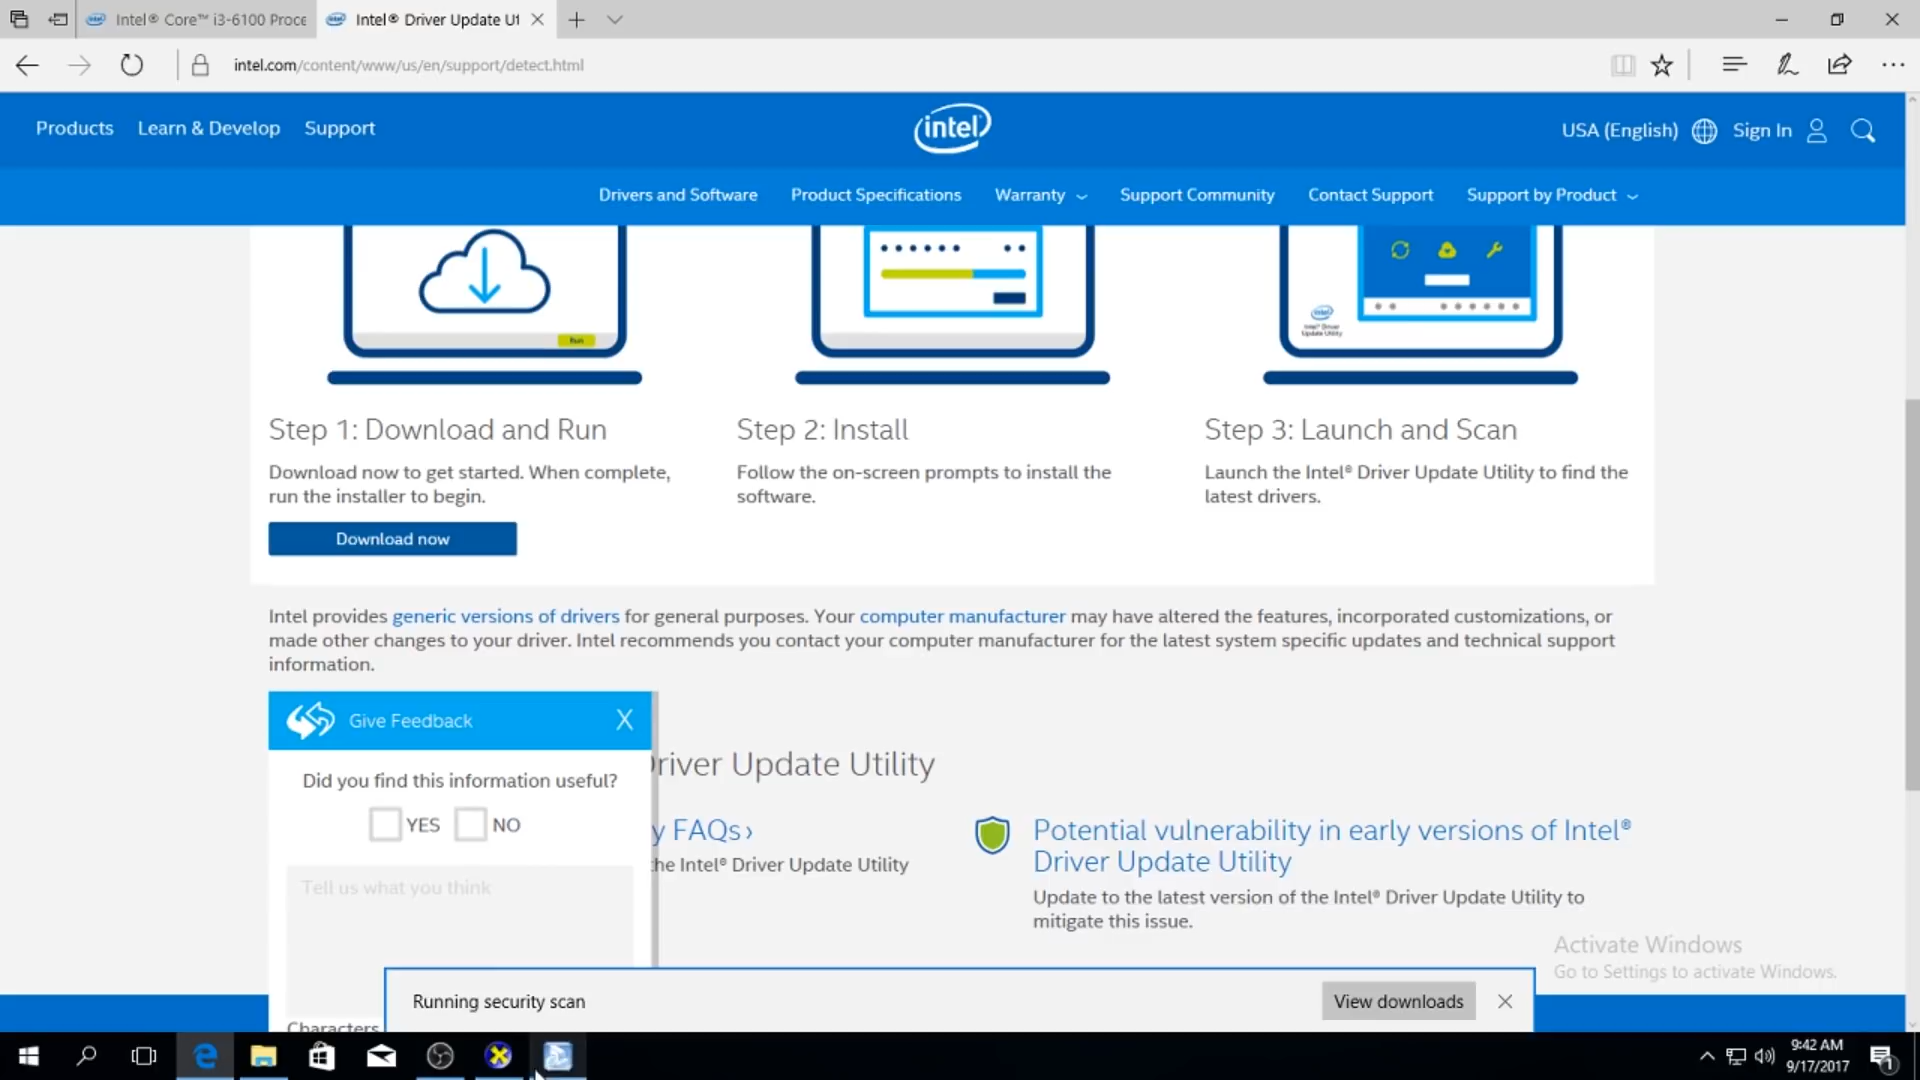 Intel® Core™ i3-6100 Proce
Intel® Driver Update Ut
intel.com/content/www/us/en/support/detect.html
Products Learn & Develop Support
intel
USA (English) Sign In
Drivers and Software Product Specifications Warranty Support Community Contact Support Support by Product
Run
intel
Intel® Driver
Update Utility
Step 1: Download and Run
Download now to get started. When complete,
run the installer to begin.
Download now
Step 2: Install
Follow the on-screen prompts to install the
software.
Step 3: Launch and Scan
Launch the Intel® Driver Update Utility to find the
latest drivers.
Intel provides generic versions of drivers for general purposes. Your computer manufacturer may have altered the features, incorporated customizations, or
made other changes to your driver. Intel recommends you contact your computer manufacturer for the latest system specific updates and technical support
information.
Give Feedback X
Did you find this information useful?
YES NO
Tell us what you think
Characters
Driver Update Utility
y FAQs ›
the Intel® Driver Update Utility
Potential vulnerability in early versions of Intel®
Driver Update Utility
Update to the latest version of the Intel® Driver Update Utility to
mitigate this issue.
Activate Windows
Go to Settings to activate Windows.
Running security scan View downloads
9:42 AM
9/17/2017
1